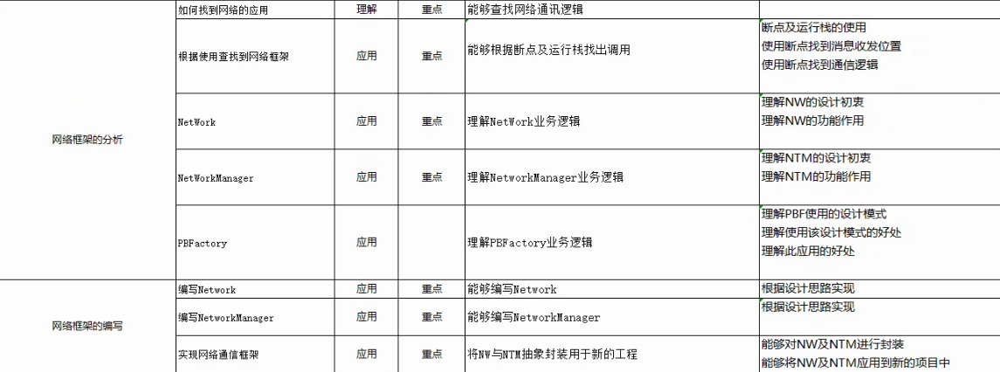 如何找到网络的应用 理解 重点 能够查找网络通讯逻辑
断点及运行栈的使用
根据使用查找到网络框架 应用 重点 能够根据断点及运行栈找出调用
使用断点找到消息收发位置
使用断点找到通信逻辑
网络框架的分析
NetWork 应用 重点 理解NetWork业务逻辑
理解NW的设计初衷
理解NW的功能作用
NetWorkManager 应用 重点 理解NetworkManager业务逻辑
理解NTM的设计初衷
理解NTM的功能作用
PBFactory 应用 重点 理解PBFactory业务逻辑
理解PBF使用的设计模式
理解使用该设计模式的好处
理解此应用的好处
网络框架的编写
编写Network 应用 重点 能够编写Network 根据设计思路实现
编写NetworkManager 应用 重点 能够编写NetworkManager 根据设计思路实现
实现网络通信框架 应用 重点 将NW与NTM抽象封装用于新的工程
能够对NW及NTM进行封装
能够将NW及NTM应用到新的项目中